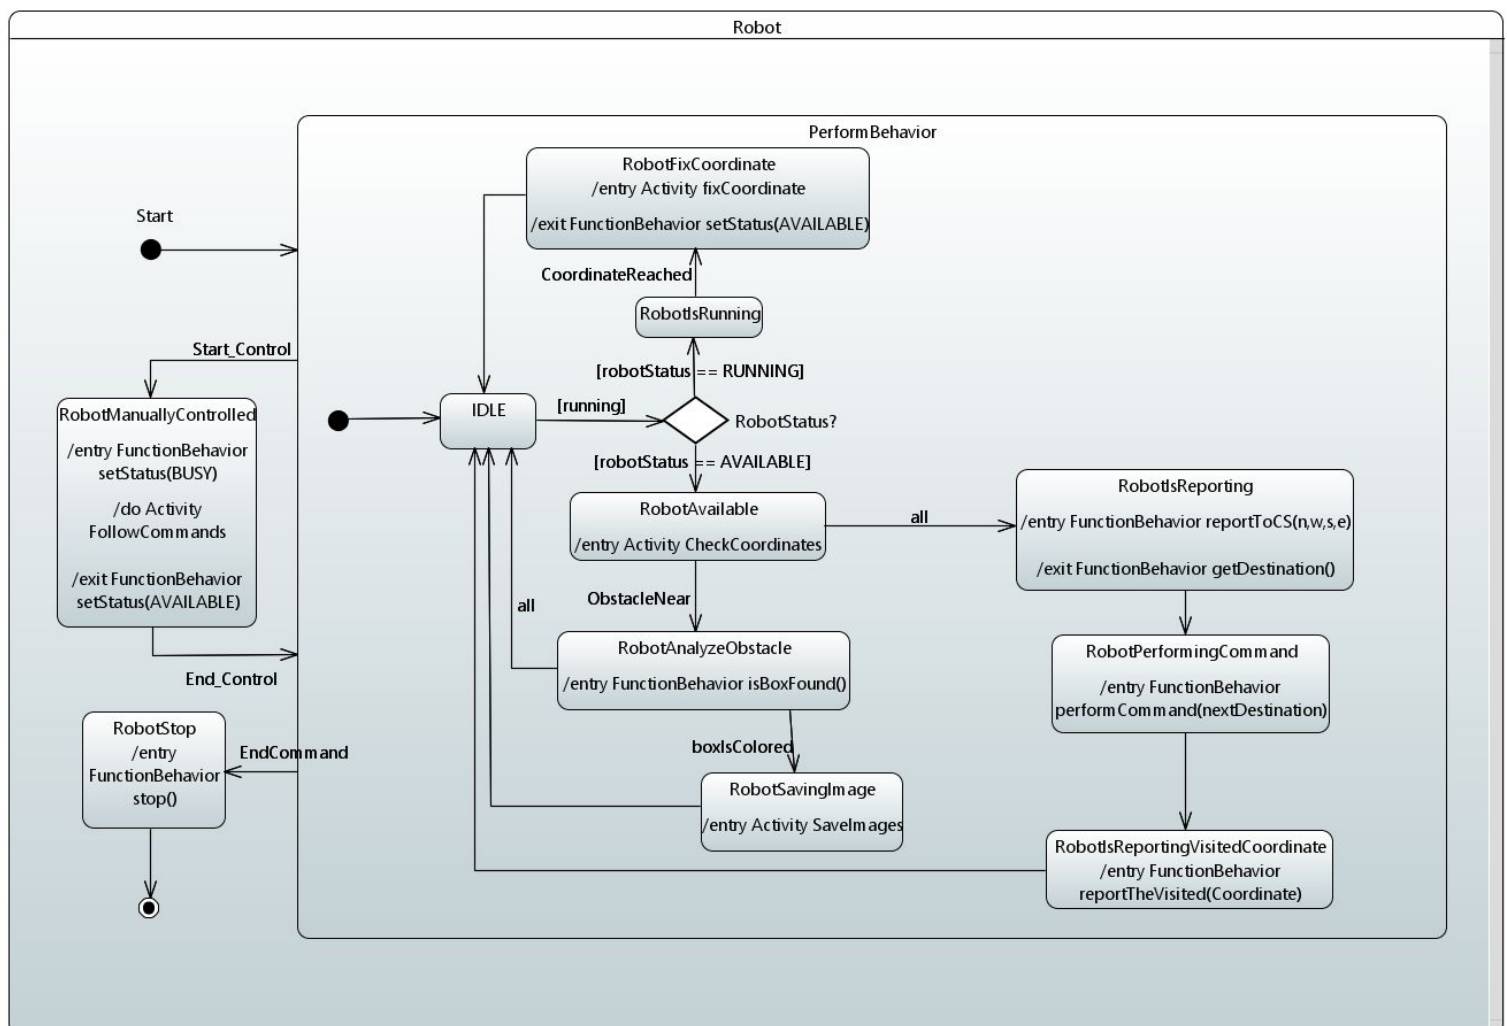 Robot
PerformBehavior
RobotFixCoordinate
/entry Activity fixCoordinate
/exit FunctionBehavior setStatus(AVAILABLE)
Start
CoordinateReached
RobotIsRunning
Start_Control
[robotStatus == RUNNING]
RobotManuallyControlled
/entry FunctionBehavior
setStatus(BUSY)
/do Activity
FollowCommands
/exit FunctionBehavior
setStatus(AVAILABLE)
IDLE
[running]
RobotStatus?
[robotStatus == AVAILABLE]
RobotAvailable
/entry Activity CheckCoordinates
all
RobotIsReporting
/entry FunctionBehavior reportToCS(n,w,s,e)
/exit FunctionBehavior getDestination()
ObstacleNear
all
RobotAnalyzeObstacle
/entry FunctionBehavior isBoxFound()
RobotPerformingCommand
/entry FunctionBehavior
performCommand(nextDestination)
End_Control
RobotStop
/entry
FunctionBehavior
stop()
EndCommand
boxIsColored
RobotSavingImage
/entry Activity SaveImages
RobotIsReportingVisitedCoordinate
/entry FunctionBehavior
reportTheVisited(Coordinate)